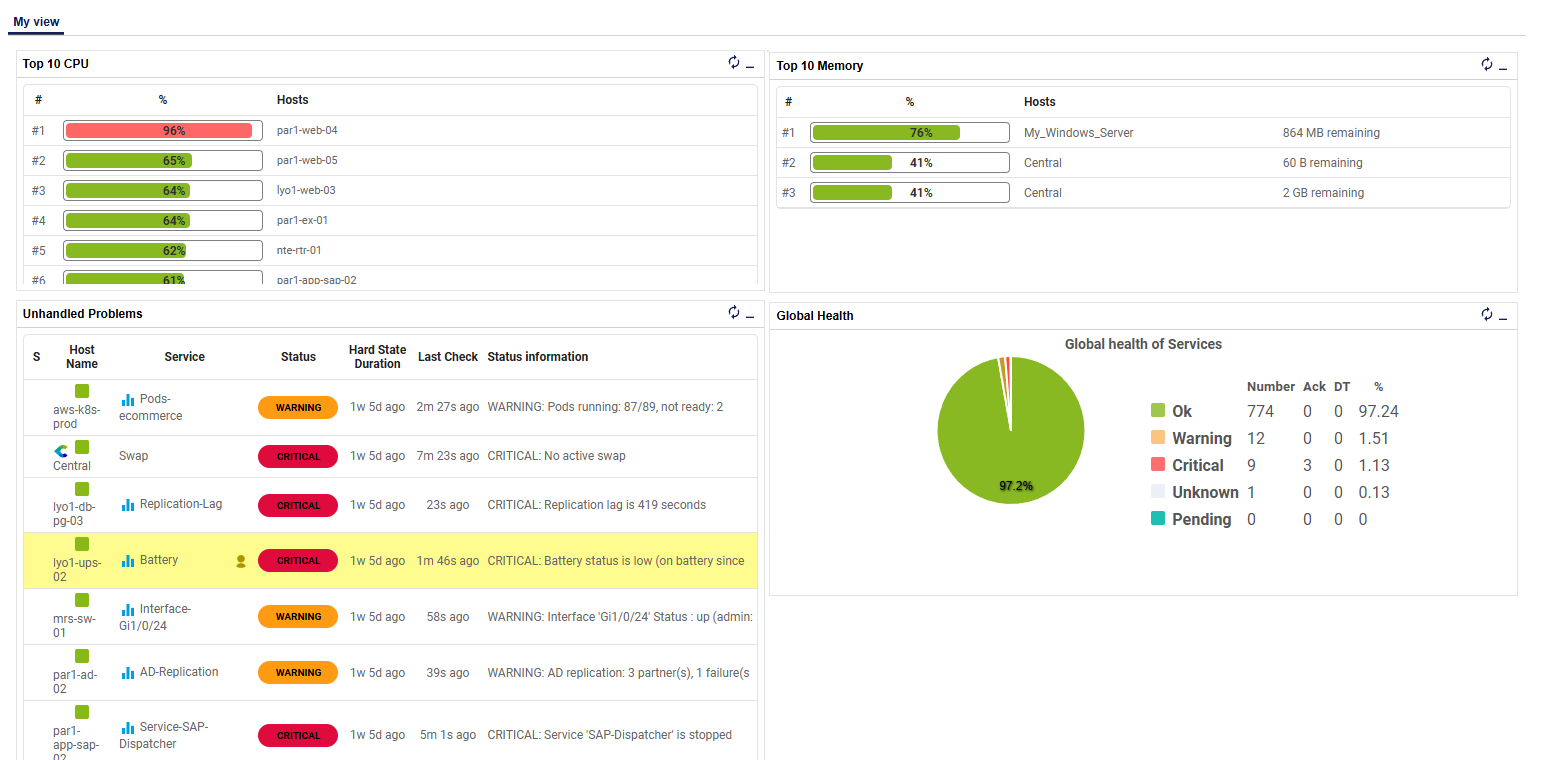 My view
Top 10 CPU
# % Hosts
#1 96% par1-web-04
#2 65% par1-web-05
#3 64% lyo1-web-03
#4 64% par1-ex-01
#5 62% nte-rtr-01
#6 61% par1-app-sap-02
Top 10 Memory
# % Hosts
#1 76% My_Windows_Server 864 MB remaining
#2 41% Central 60 B remaining
#3 41% Central 2 GB remaining
Unhandled Problems
S Host Name Service Status Hard State Duration Last Check Status information
aws-k8s-prod Pods-ecommerce WARNING 1w 5d ago 2m 27s ago WARNING: Pods running: 87/89, not ready: 2
Central Swap CRITICAL 1w 5d ago 7m 23s ago CRITICAL: No active swap
lyo1-db-pg-03 Replication-Lag CRITICAL 1w 5d ago 23s ago CRITICAL: Replication lag is 419 seconds
lyo1-ups-02 Battery CRITICAL 1w 5d ago 1m 46s ago CRITICAL: Battery status is low (on battery since
mrs-sw-01 Interface-Gi1/0/24 WARNING 1w 5d ago 58s ago WARNING: Interface 'Gi1/0/24' Status : up (admin:
par1-ad-02 AD-Replication WARNING 1w 5d ago 39s ago WARNING: AD replication: 3 partner(s), 1 failure(s
par1-app-sap-02 Service-SAP-Dispatcher CRITICAL 1w 5d ago 5m 1s ago CRITICAL: Service 'SAP-Dispatcher' is stopped
Global Health
Global health of Services
97.2%
Number Ack DT %
Ok 774 0 0 97.24
Warning 12 0 0 1.51
Critical 9 3 0 1.13
Unknown 1 0 0 0.13
Pending 0 0 0 0